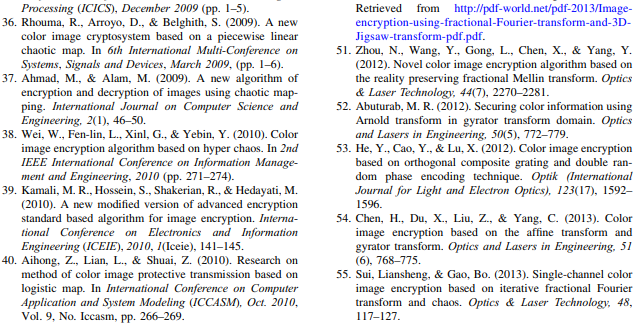 Processing (ICICS), December 2009 (pp. 1–5).
36. Rhouma, R., Arroyo, D., & Belghith, S. (2009). A new
color image cryptosystem based on a piecewise linear
chaotic map. In 6th International Multi-Conference on
Systems, Signals and Devices, March 2009, (pp. 1–6).
37. Ahmad, M., & Alam, M. (2009). A new algorithm of
encryption and decryption of images using chaotic map-
ping. International Journal on Computer Science and
Engineering, 2(1), 46–50.
38. Wei, W., Fen-lin, L., Xinl, G., & Yebin, Y. (2010). Color
image encryption algorithm based on hyper chaos. In 2nd
IEEE International Conference on Information Manage-
ment and Engineering, 2010 (pp. 271–274).
39. Kamali, M. R., Hossein, S., Shakerian, R., & Hedayati, M.
(2010). A new modified version of advanced encryption
standard based algorithm for image encryption. Interna-
tional Conference on Electronics and Information
Engineering (ICEIE), 2010, 1(Iceie), 141–145.
40. Aihong, Z., Lian, L., & Shuai, Z. (2010). Research on
method of color image protective transmission based on
logistic map. In International Conference on Computer
Application and System Modeling (ICCASM), Oct. 2010,
Vol. 9, No. Iccasm, pp. 266–269.
Retrieved from http://pdf-world.net/pdf-2013/Image-
encryption-using-fractional-Fourier-transform-and-3D-
Jigsaw-transform-pdf.pdf.
51. Zhou, N., Wang, Y., Gong, L., Chen, X., & Yang, Y.
(2012). Novel color image encryption algorithm based on
the reality preserving fractional Mellin transform. Optics
& Laser Technology, 44(7), 2270–2281.
52. Abuturab, M. R. (2012). Securing color information using
Arnold transform in gyrator transform domain. Optics
and Lasers in Engineering, 50(5), 772–779.
53. He, Y., Cao, Y., & Lu, X. (2012). Color image encryption
based on orthogonal composite grating and double ran-
dom phase encoding technique. Optik (International
Journal for Light and Electron Optics), 123(17), 1592–
1596.
54. Chen, H., Du, X., Liu, Z., & Yang, C. (2013). Color
image encryption based on the affine transform and
gyrator transform. Optics and Lasers in Engineering, 51
(6), 768–775.
55. Sui, Liansheng, & Gao, Bo. (2013). Single-channel color
image encryption based on iterative fractional Fourier
transform and chaos. Optics & Laser Technology, 48,
117–127.